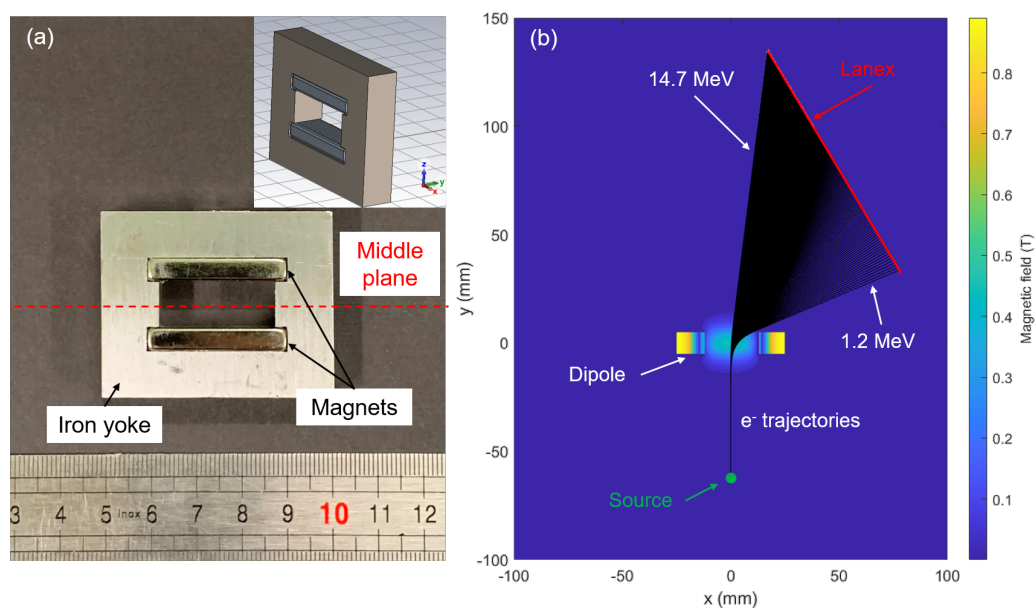 (a)
z
y
x
Middle
plane
Iron yoke
Magnets
3 4 5 Inox 6 7 8 9 10 11 12
(b)
150
100
50
0
-50
-100
y (mm)
-100 -50 0 50 100
x (mm)
14.7 MeV
Lanex
1.2 MeV
Dipole
e⁻ trajectories
Source
0.8
0.7
0.6
0.5
0.4
0.3
0.2
0.1
Magnetic field (T)